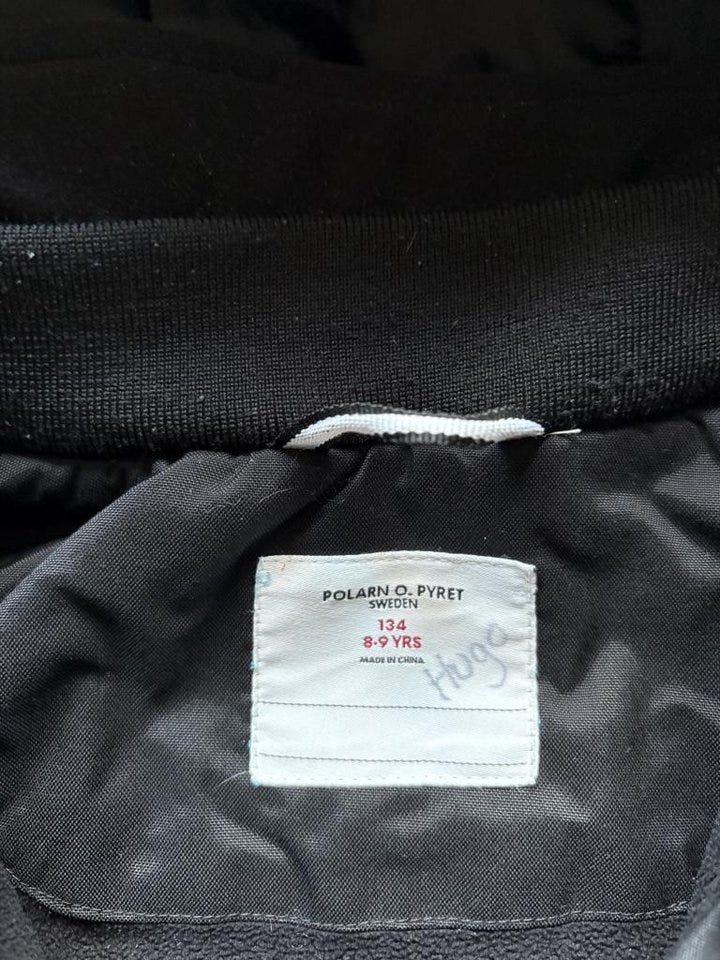 POLARN O. PYRET
SWEDEN
134
8-9 YRS
MADE IN CHINA
Hugo